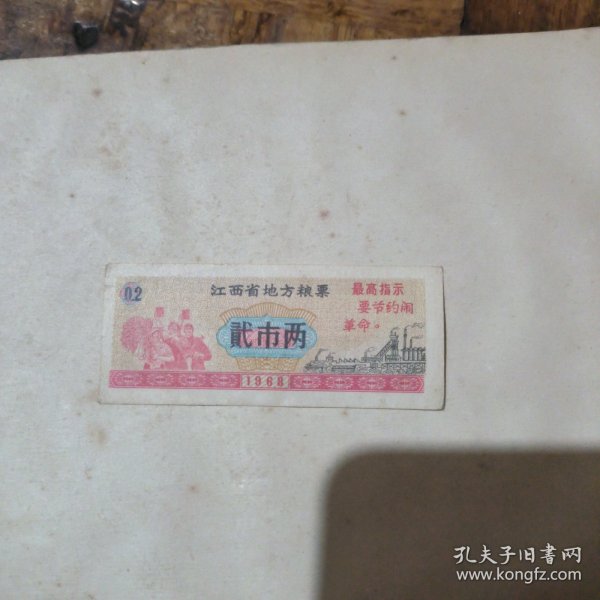 0.2
江西省地方粮票
最高指示
要节约闹
革命。
贰市两
1968
孔夫子旧书网
www.kongfz.com